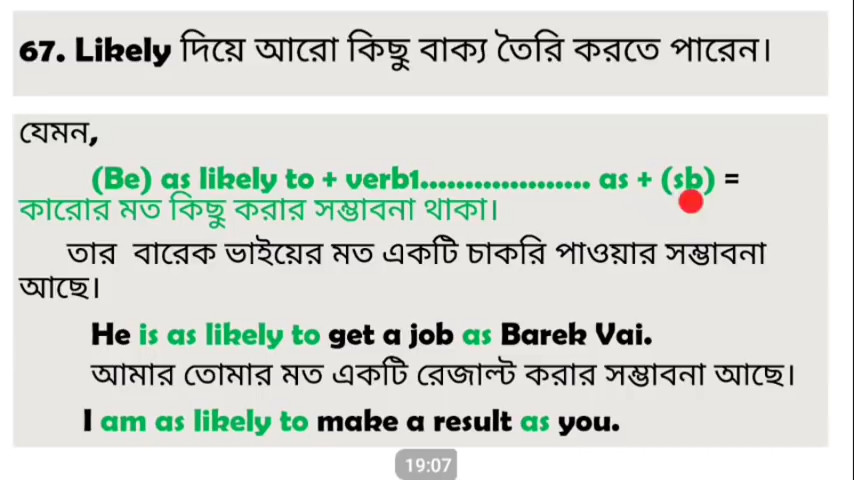 67. Likely দিয়ে আরো কিছু বাক্য তৈরি করতে পারেন।
যেমন,
(Be) as likely to + verb1................... as + (sb) =
কারোর মত কিছু করার সম্ভাবনা থাকা।
তার বারেক ভাইয়ের মত একটি চাকরি পাওয়ার সম্ভাবনা
আছে।
He is as likely to get a job as Barek Vai.
আমার তোমার মত একটি রেজাল্ট করার সম্ভাবনা আছে।
I am as likely to make a result as you.
19:07